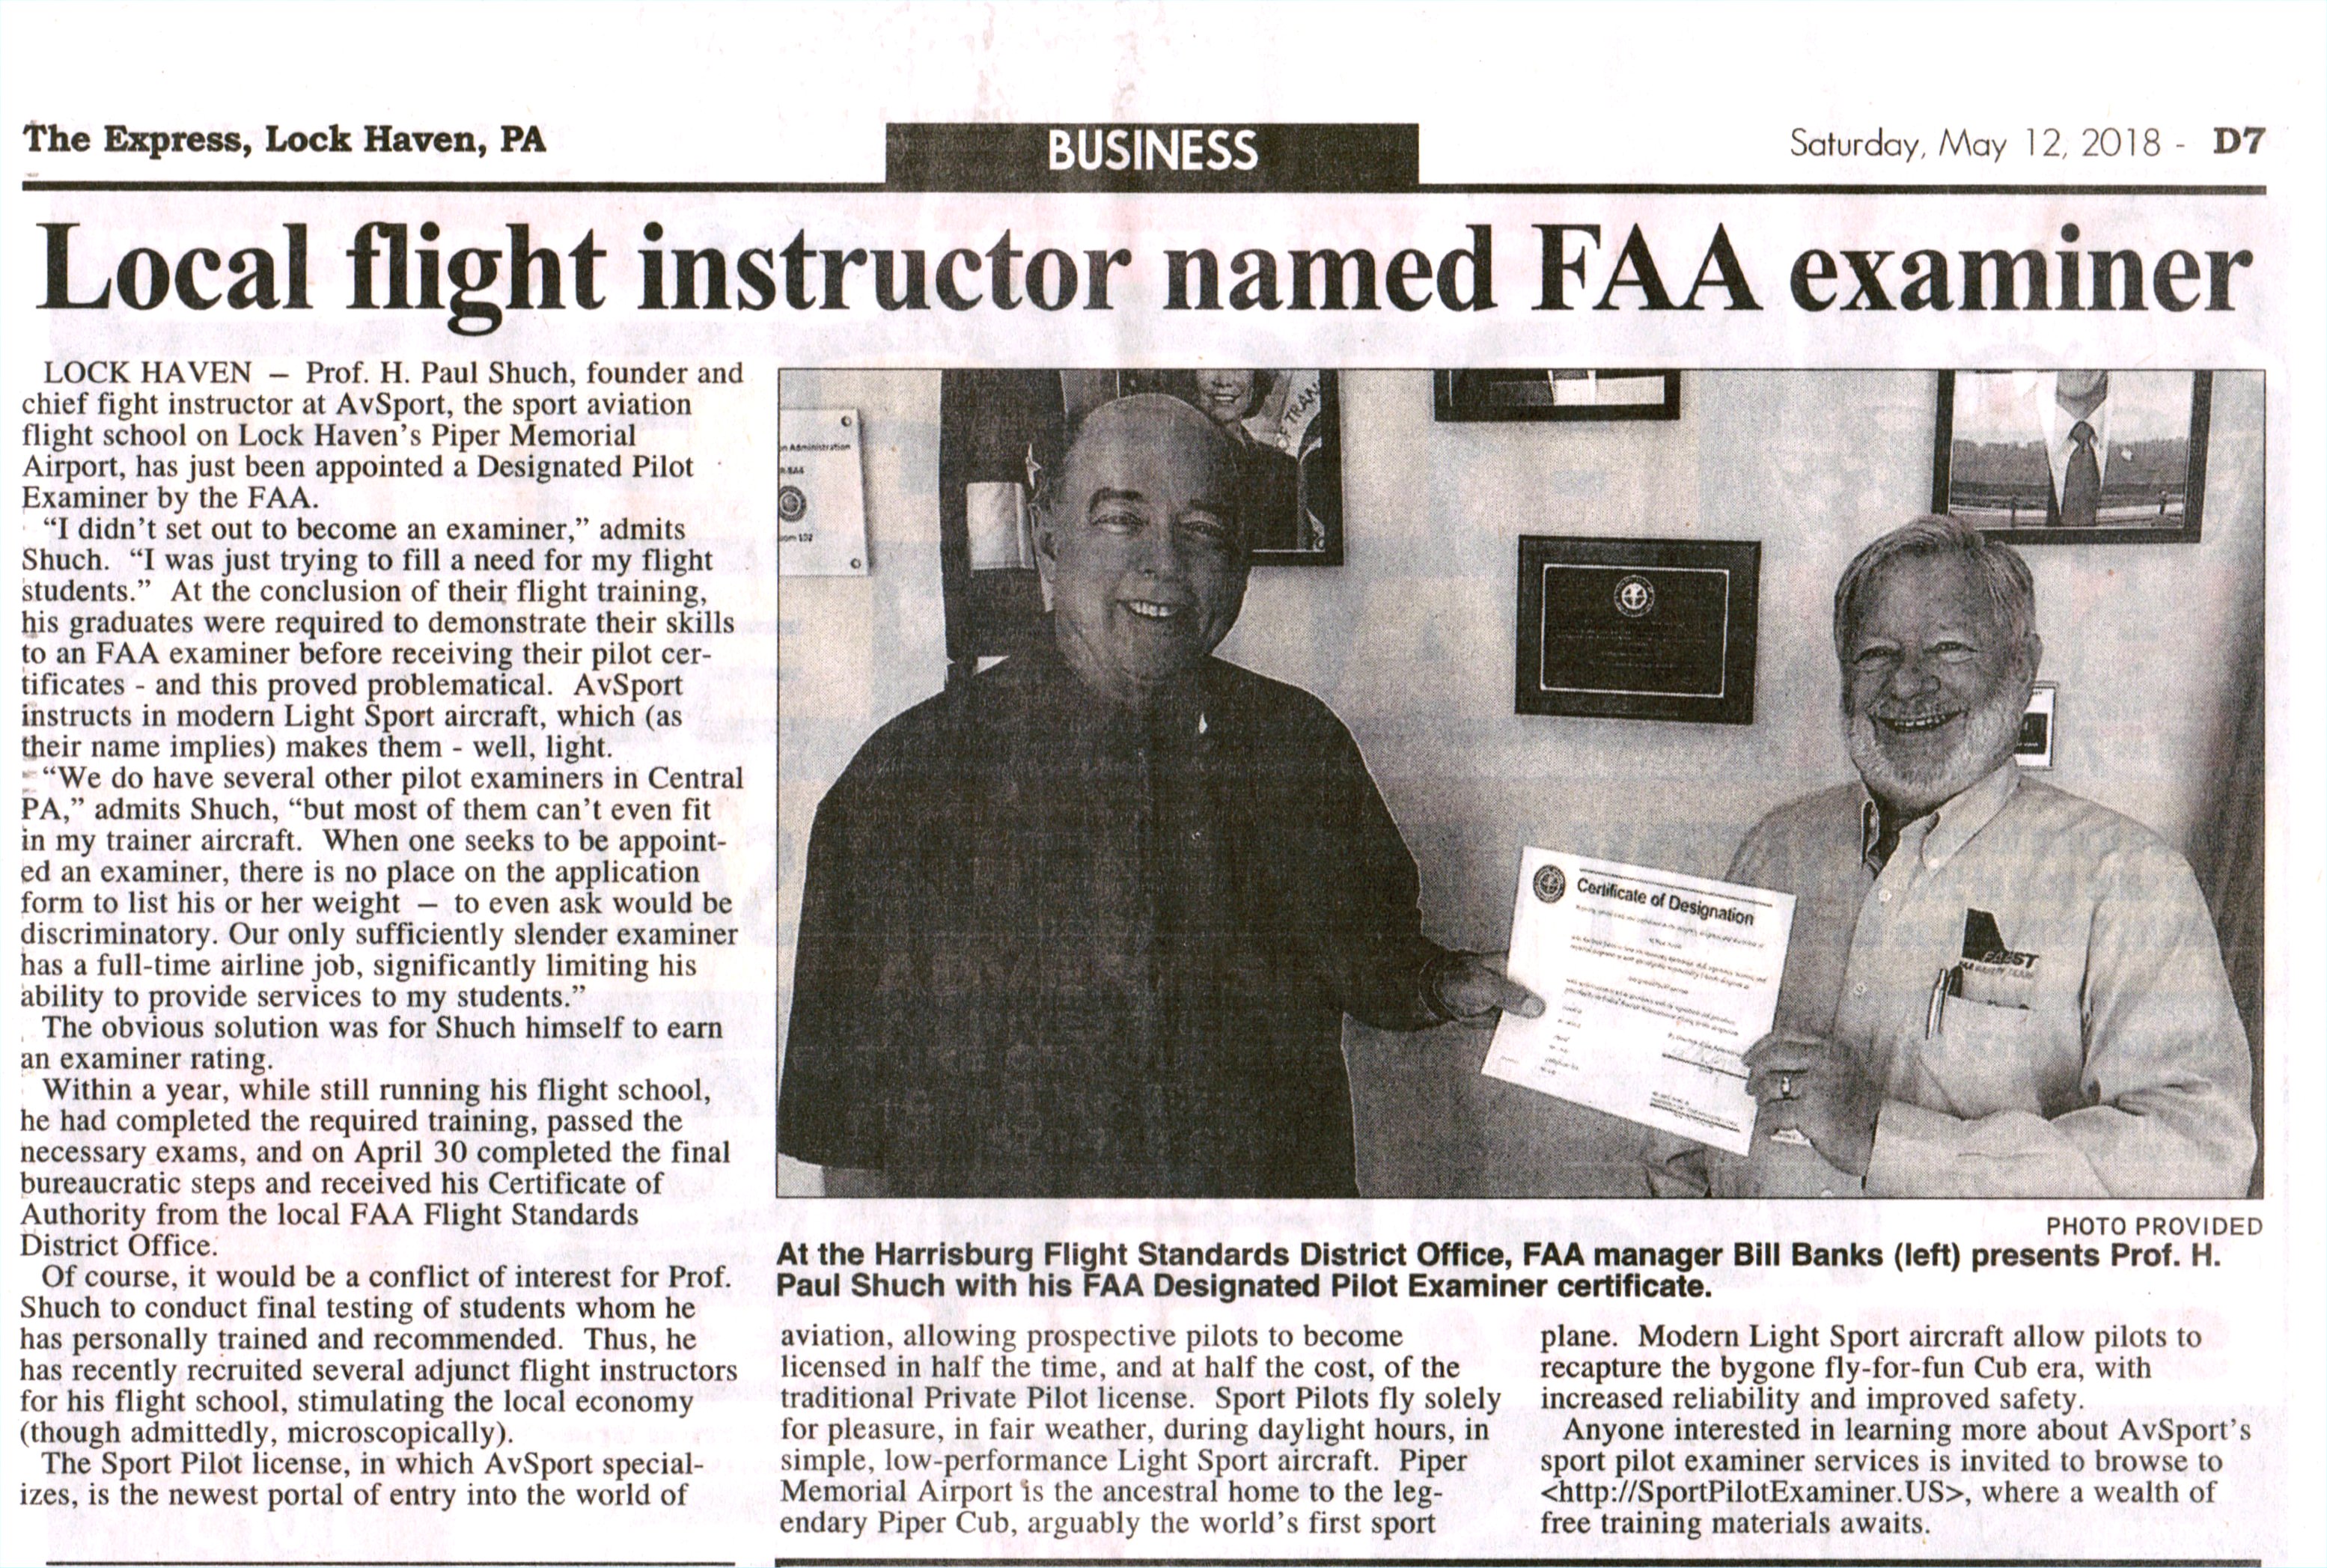 The Express, Lock Haven, PA
BUSINESS
Saturday, May 12, 2018 - D7
Local flight instructor named FAA examiner
LOCK HAVEN — Prof. H. Paul Shuch, founder and
chief fight instructor at AvSport, the sport aviation
flight school on Lock Haven's Piper Memorial
Airport, has just been appointed a Designated Pilot
Examiner by the FAA.
"I didn't set out to become an examiner," admits
Shuch. "I was just trying to fill a need for my flight
students." At the conclusion of their flight training,
his graduates were required to demonstrate their skills
to an FAA examiner before receiving their pilot cer-
tificates - and this proved problematical. AvSport
instructs in modern Light Sport aircraft, which (as
their name implies) makes them - well, light.
"We do have several other pilot examiners in Central
PA," admits Shuch, "but most of them can't even fit
in my trainer aircraft. When one seeks to be appoint-
ed an examiner, there is no place on the application
form to list his or her weight — to even ask would be
discriminatory. Our only sufficiently slender examiner
has a full-time airline job, significantly limiting his
ability to provide services to my students."
The obvious solution was for Shuch himself to earn
an examiner rating.
Within a year, while still running his flight school,
he had completed the required training, passed the
necessary exams, and on April 30 completed the final
bureaucratic steps and received his Certificate of
Authority from the local FAA Flight Standards
District Office.
Of course, it would be a conflict of interest for Prof.
Shuch to conduct final testing of students whom he
has personally trained and recommended. Thus, he
has recently recruited several adjunct flight instructors
for his flight school, stimulating the local economy
(though admittedly, microscopically).
The Sport Pilot license, in which AvSport special-
izes, is the newest portal of entry into the world of
n Administration
OF TRAN
Certificate of Designation
FAAST
PHOTO PROVIDED
At the Harrisburg Flight Standards District Office, FAA manager Bill Banks (left) presents Prof. H.
Paul Shuch with his FAA Designated Pilot Examiner certificate.
aviation, allowing prospective pilots to become
licensed in half the time, and at half the cost, of the
traditional Private Pilot license. Sport Pilots fly solely
for pleasure, in fair weather, during daylight hours, in
simple, low-performance Light Sport aircraft. Piper
Memorial Airport is the ancestral home to the leg-
endary Piper Cub, arguably the world's first sport
plane. Modern Light Sport aircraft allow pilots to
recapture the bygone fly-for-fun Cub era, with
increased reliability and improved safety.
Anyone interested in learning more about AvSport's
sport pilot examiner services is invited to browse to
<http://SportPilotExaminer.US>, where a wealth of
free training materials awaits.